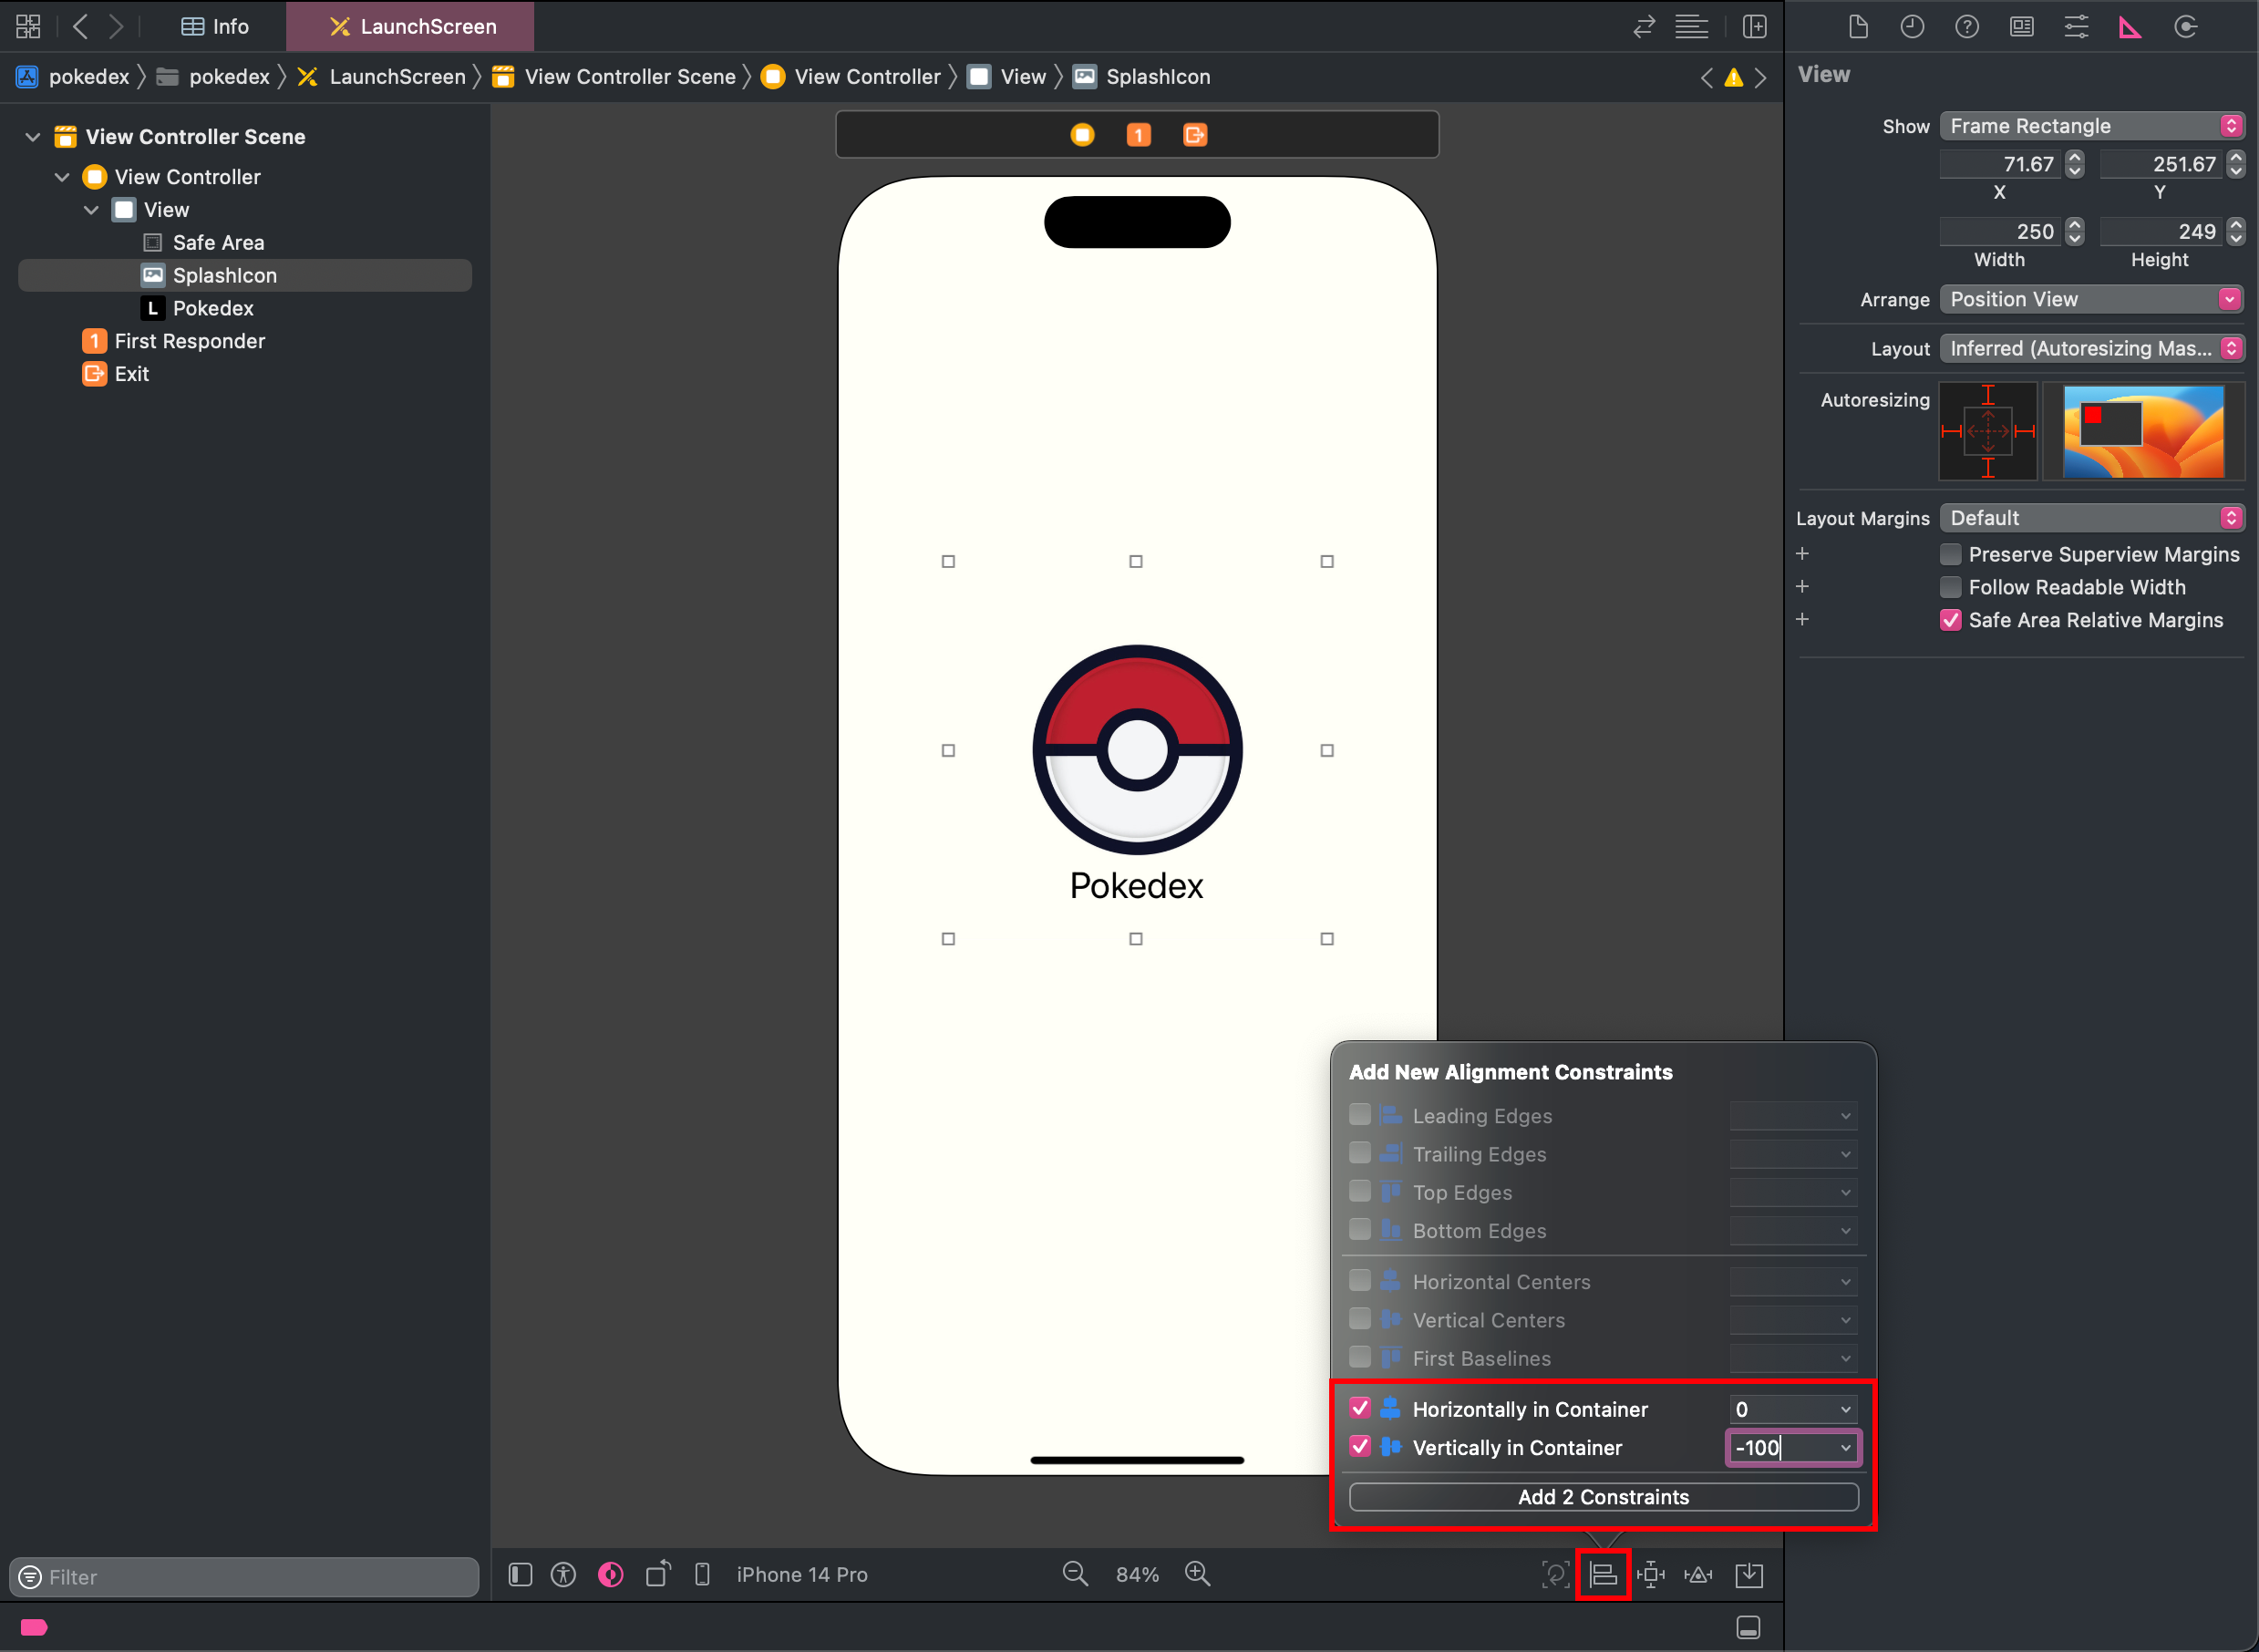 Info
LaunchScreen
pokedex
pokedex
LaunchScreen
View Controller Scene
View Controller
View
SplashIcon
View Controller Scene
View Controller
View
Safe Area
SplashIcon
L Pokedex
1 First Responder
Exit
Filter
1
Pokedex
Add New Alignment Constraints
Leading Edges
Trailing Edges
Top Edges
Bottom Edges
Horizontal Centers
Vertical Centers
First Baselines
Horizontally in Container 0
Vertically in Container -100
Add 2 Constraints
iPhone 14 Pro
84%
View
Show Frame Rectangle
71.67 251.67
X Y
250 249
Width Height
Arrange Position View
Layout Inferred (Autoresizing Mas...
Autoresizing
Layout Margins Default
+ Preserve Superview Margins
+ Follow Readable Width
+ Safe Area Relative Margins